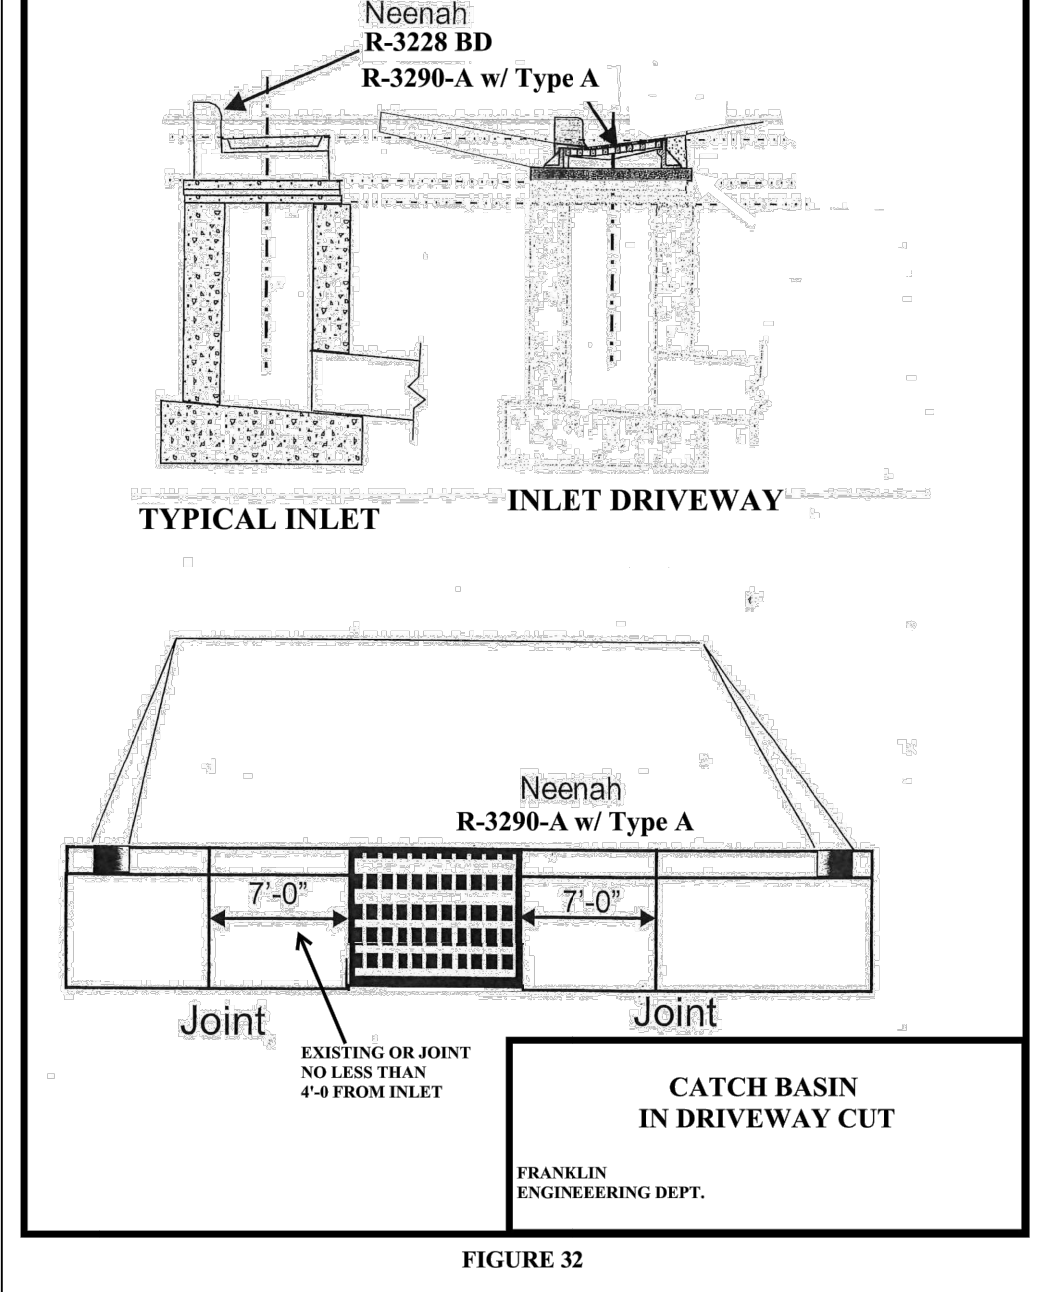 Neenah
R-3228 BD
R-3290-A w/ Type A
TYPICAL INLET
INLET DRIVEWAY
Neenah
R-3290-A w/ Type A
7'-0”
7'-0”
Joint
Joint
EXISTING OR JOINT
NO LESS THAN
4'-0 FROM INLET
CATCH BASIN
IN DRIVEWAY CUT
FRANKLIN
ENGINEEERING DEPT.
FIGURE 32